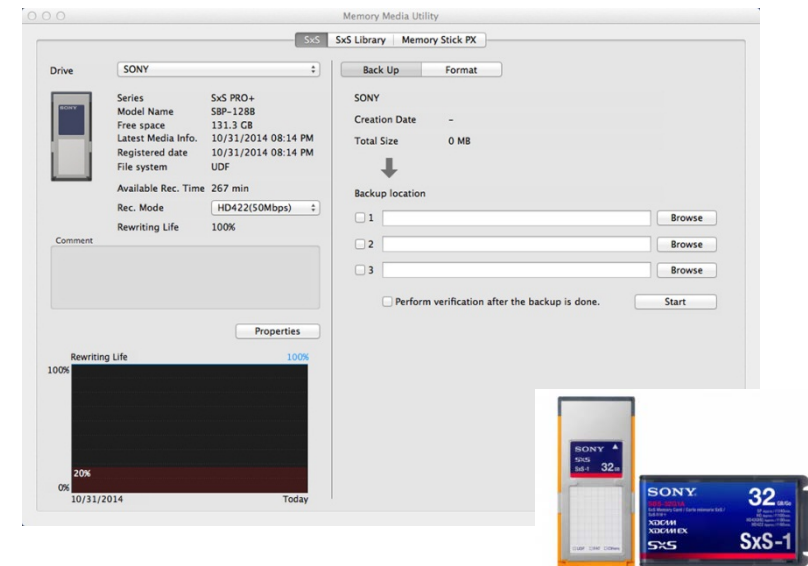 Memory Media Utility
SxS SxS Library Memory Stick PX
Drive SONY
SONY
Series SxS PRO+
Model Name SBP-128B
Free space 131.3 GB
Latest Media Info. 10/31/2014 08:14 PM
Registered date 10/31/2014 08:14 PM
File system UDF
Available Rec. Time 267 min
Rec. Mode HD422(50Mbps)
Rewriting Life 100%
Comment
Properties
Rewriting Life 100%
100%
20%
0%
10/31/2014 Today
Back Up Format
SONY
Creation Date –
Total Size 0 MB
Backup location
1 Browse
2 Browse
3 Browse
Perform verification after the backup is done. Start
SONY
SxS
SxS-1 32GB
SONY
32
XDCAM
XDCAM EX
SxS SxS-1